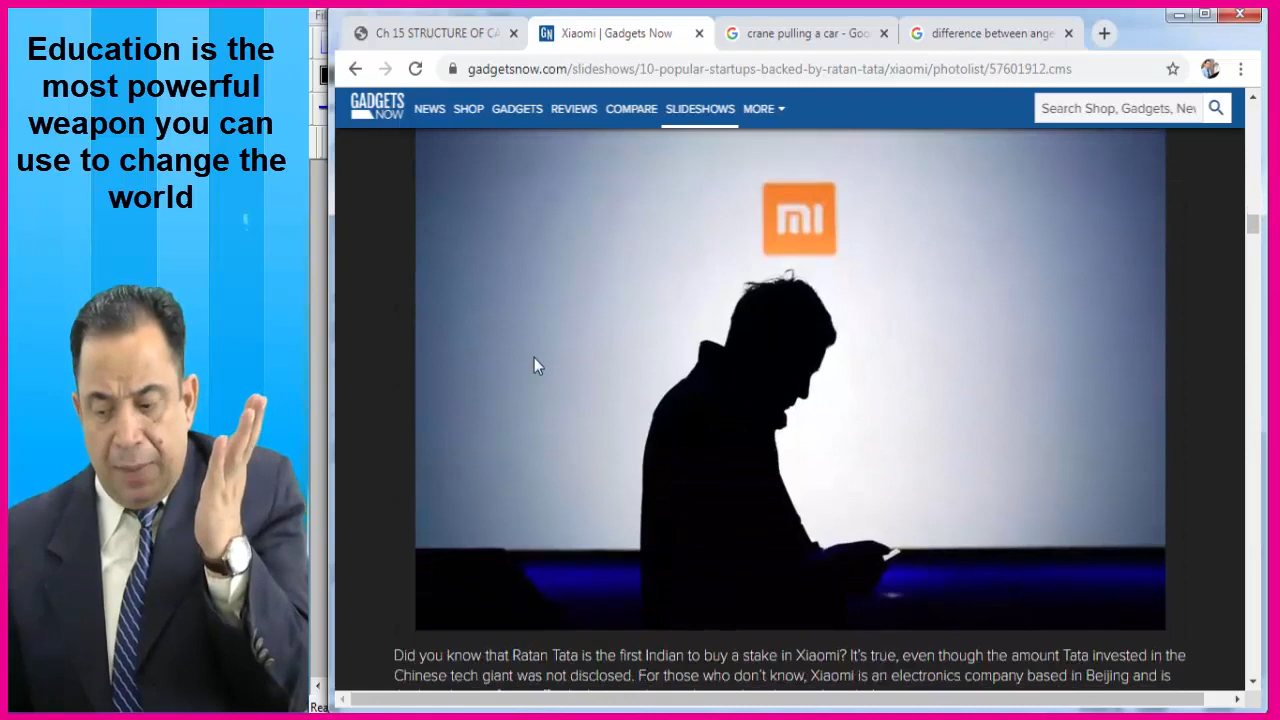 Education is the
most powerful
weapon you can
use to change the
world
Fil
Ch 15 STRUCTURE OF CA
Xiaomi | Gadgets Now
crane pulling a car - Goo
difference between ange
gadgetsnow.com/slideshows/10-popular-startups-backed-by-ratan-tata/xiaomi/photolist/57601912.cms
GADGETS
NOW
NEWS SHOP GADGETS REVIEWS COMPARE SLIDESHOWS MORE
Search Shop, Gadgets, Nev
mi
Did you know that Ratan Tata is the first Indian to buy a stake in Xiaomi? It's true, even though the amount Tata invested in the
Chinese tech giant was not disclosed. For those who don't know, Xiaomi is an electronics company based in Beijing and is
Rea